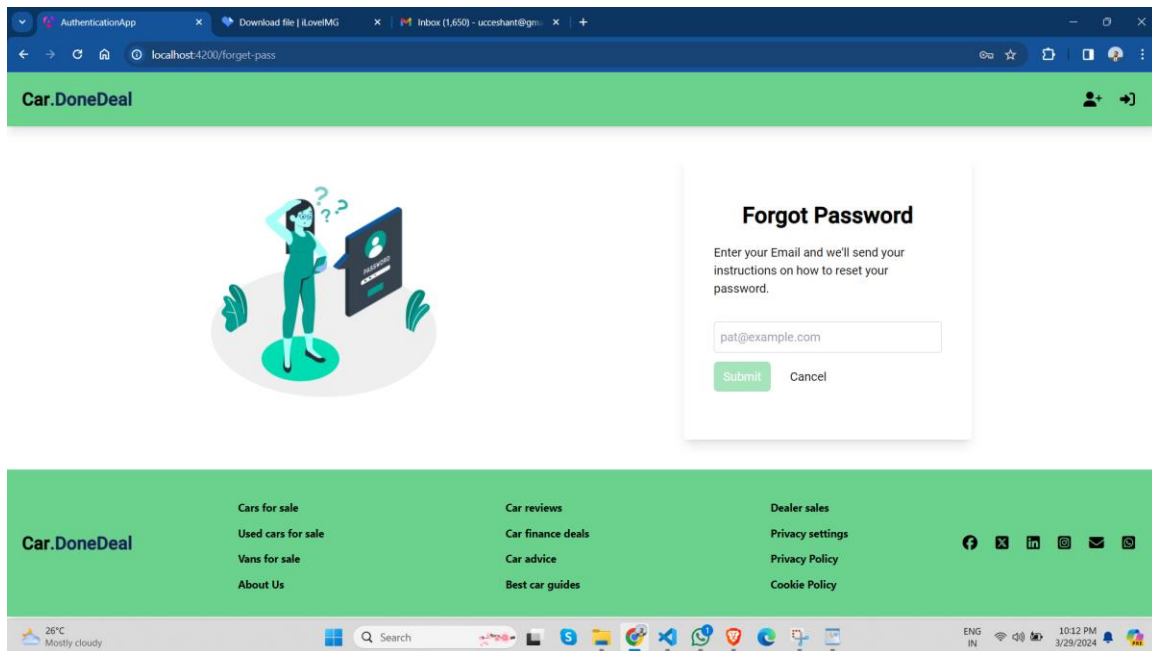 AuthenticationApp
Download file | iLoveIMG
Inbox (1,650) - ucceshant@gm
localhost:4200/forget-pass
Car.DoneDeal
? ? ? ?
PASSWORD
Forgot Password
Enter your Email and we'll send your
instructions on how to reset your
password.
pat@example.com
Submit Cancel
Car.DoneDeal
Cars for sale
Used cars for sale
Vans for sale
About Us
Car reviews
Car finance deals
Car advice
Best car guides
Dealer sales
Privacy settings
Privacy Policy
Cookie Policy
26°C
Mostly cloudy
Search
ENG
IN
10:12 PM
3/29/2024
PRE